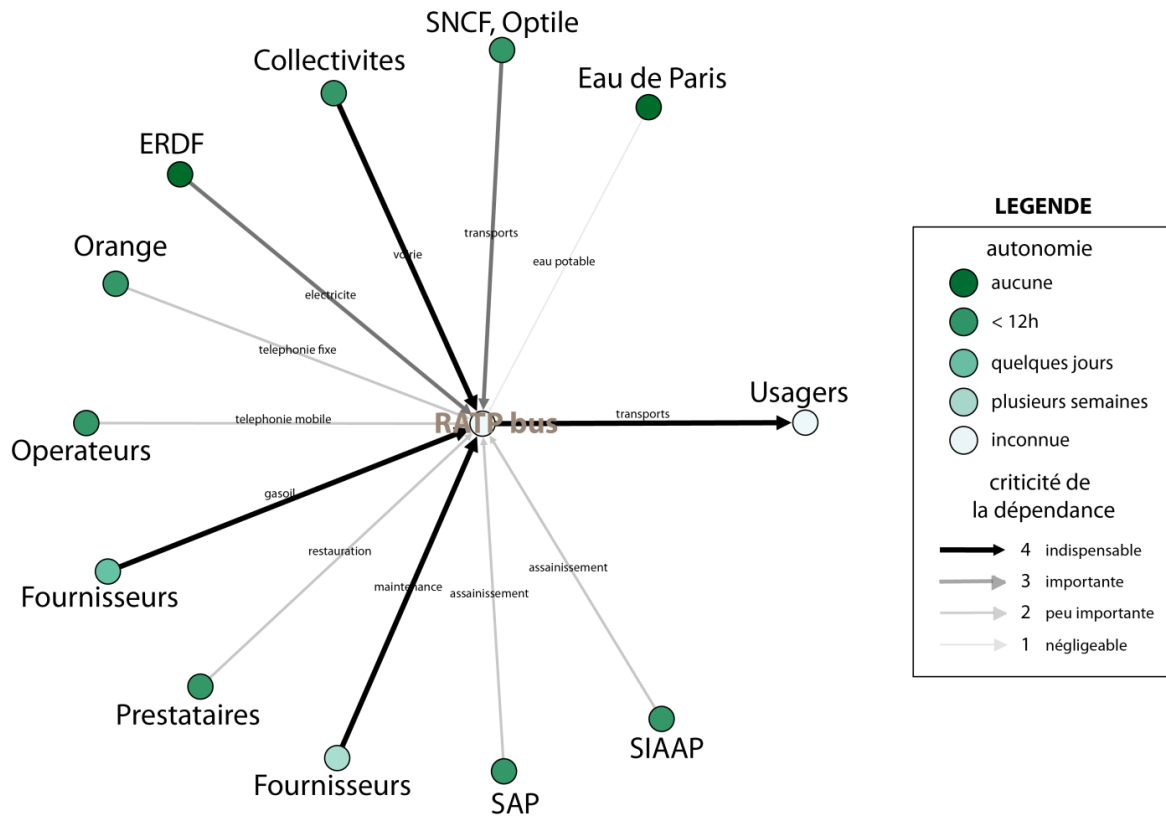 SNCF, Optile
Collectivites
Eau de Paris
ERDF
Orange
transports
voirie
eau potable
electricite
telephonie fixe
Usagers
telephonie mobile
RATP bus
transports
Operateurs
gasoil
restauration
maintenance
assainissement
assainissement
Fournisseurs
Prestataires
Fournisseurs
SAP
SIAAP
LEGENDE
autonomie
aucune
< 12h
quelques jours
plusieurs semaines
inconnue
criticité de
la dépendance
4 indispensable
3 importante
2 peu importante
1 négligeable